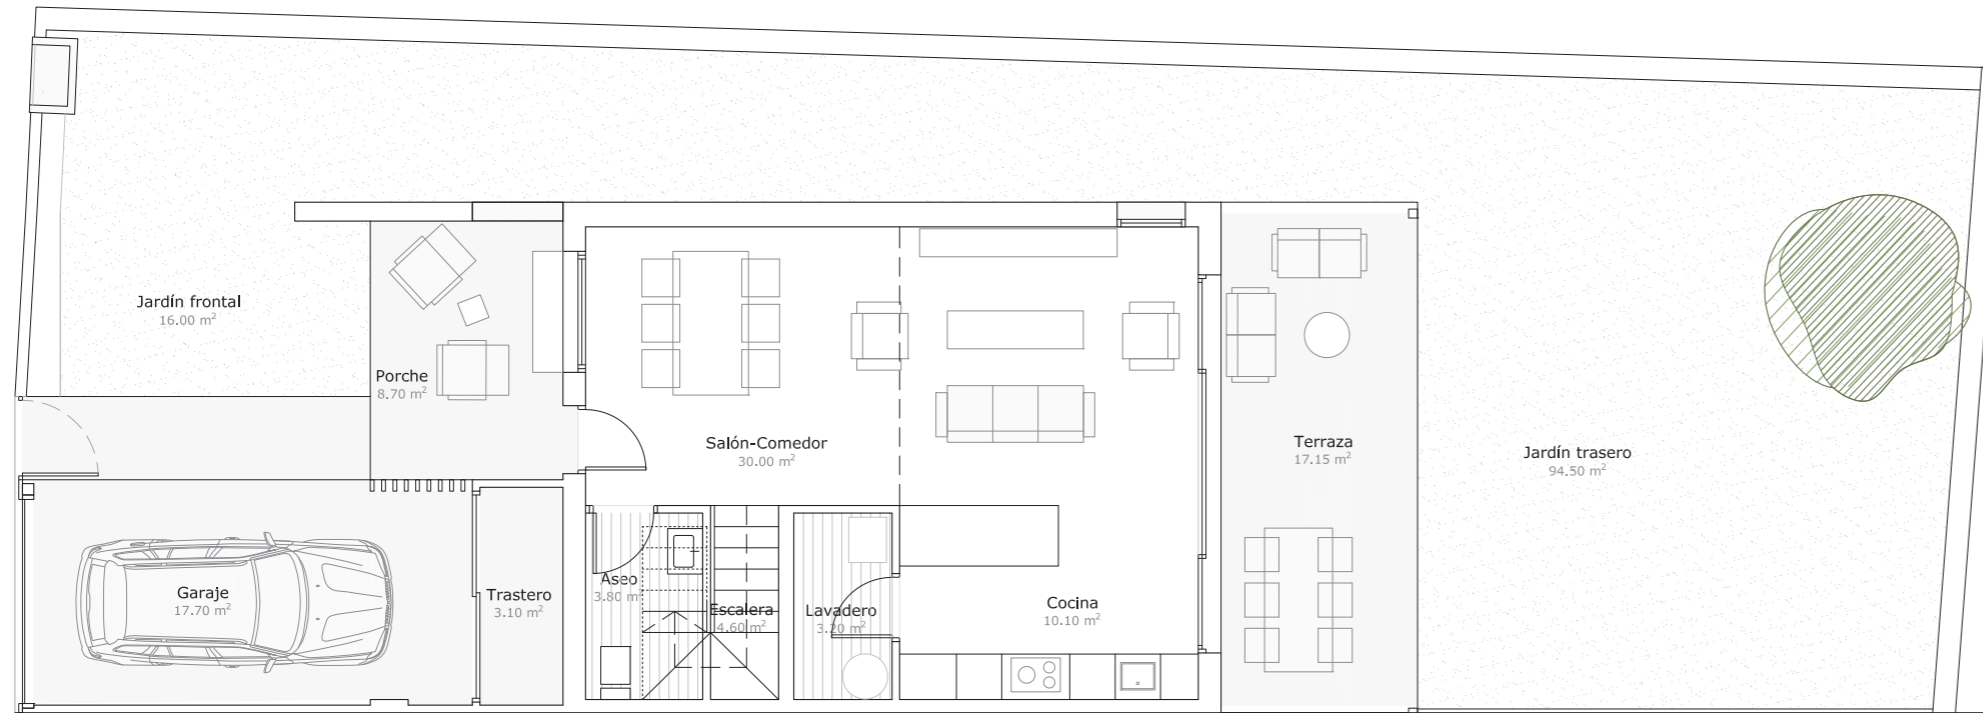 Jardín frontal
16.00 m²
Porche
8.70 m²
Salón-Comedor
30.00 m²
Terraza
17.15 m²
Jardín trasero
94.50 m²
Garaje
17.70 m²
Trastero
3.10 m²
Aseo
3.80 m²
Escalera
4.60 m²
Lavadero
3.20 m²
Cocina
10.10 m²